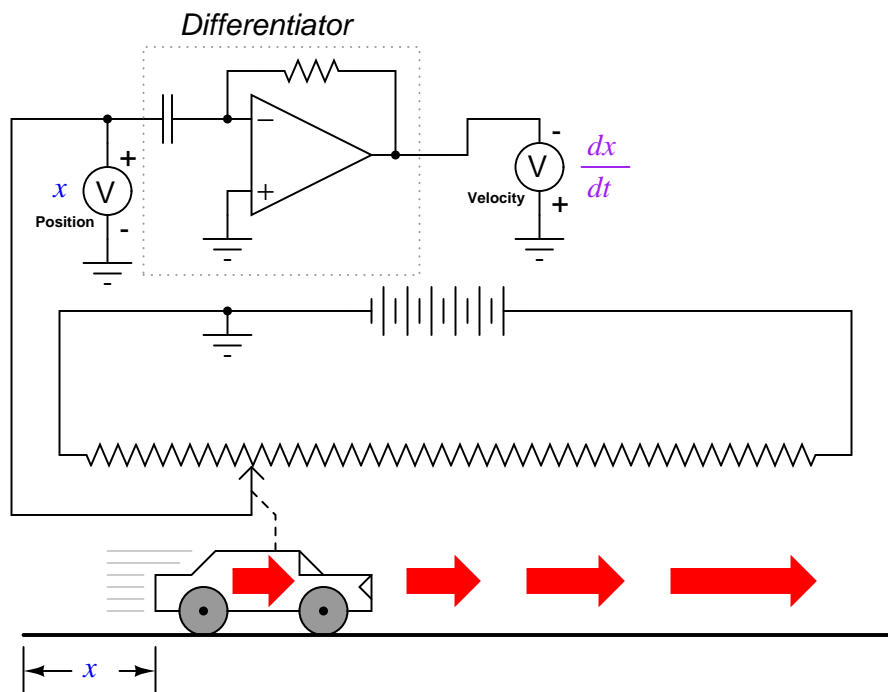 Differentiator
−
+
+
V
-
x
Position
-
V
+
Velocity
dx
dt
x